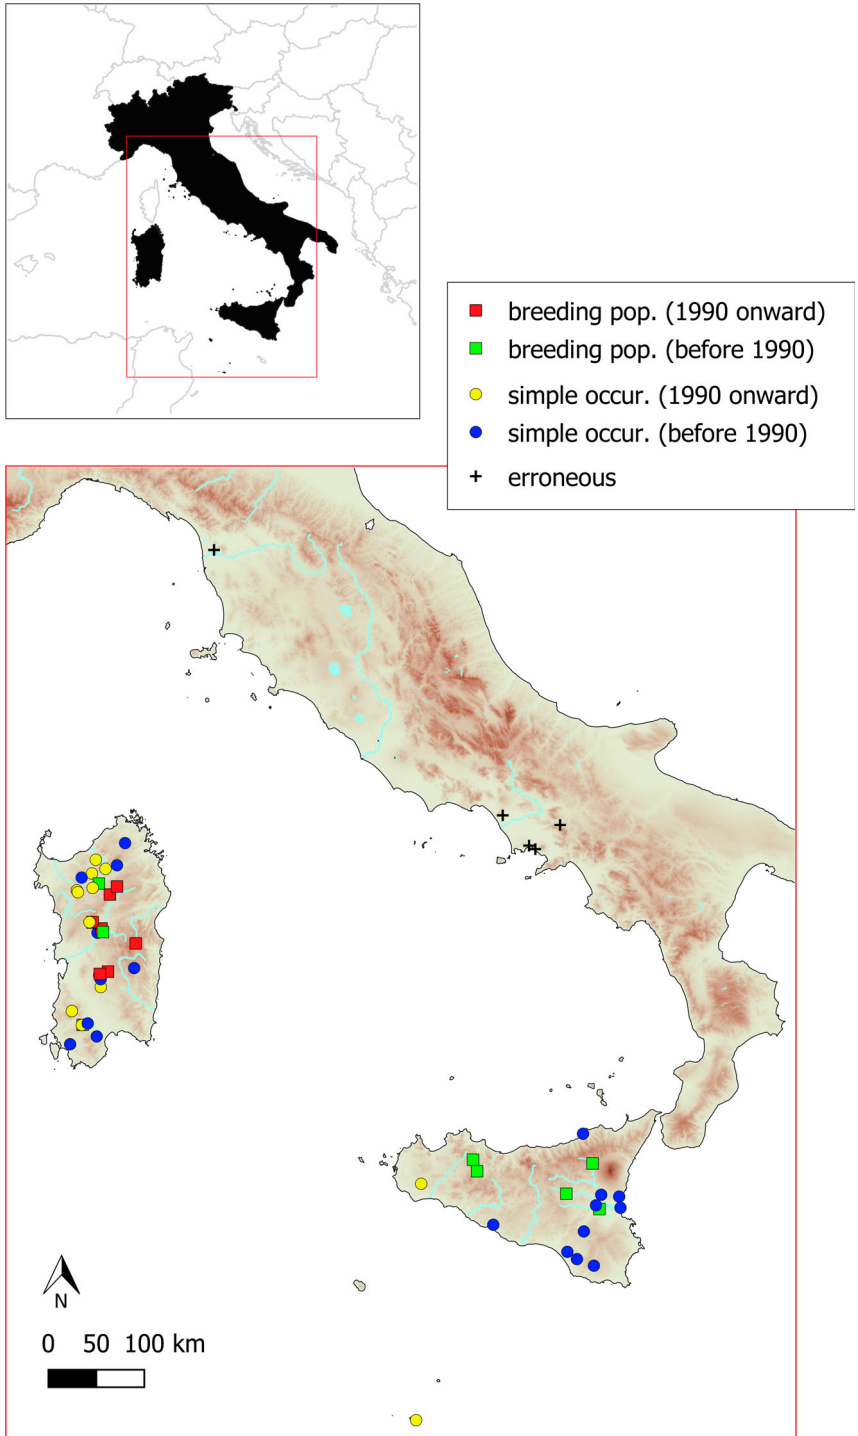 breeding pop. (1990 onward)
breeding pop. (before 1990)
simple occur. (1990 onward)
simple occur. (before 1990)
erroneous
N
0 50 100 km